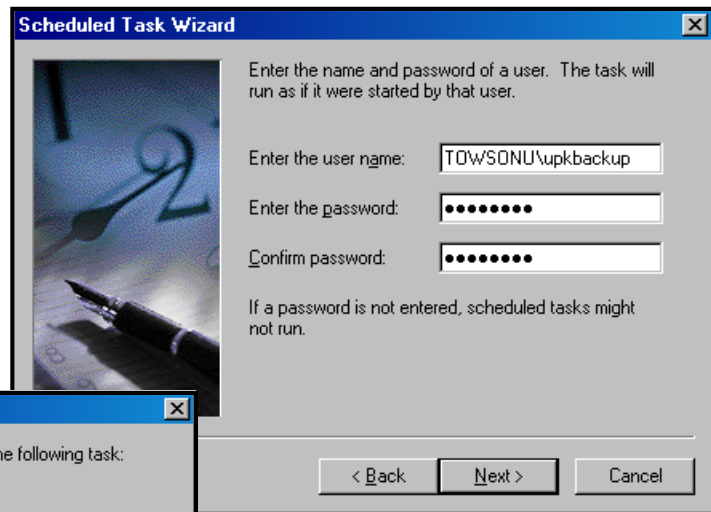 Scheduled Task Wizard
Enter the name and password of a user. The task will
run as if it were started by that user.
Enter the user name: TOWSONU\upkbackup
Enter the password: ●●●●●●●●
Confirm password: ●●●●●●●●
If a password is not entered, scheduled tasks might
not run.
following task:
< Back Next > Cancel